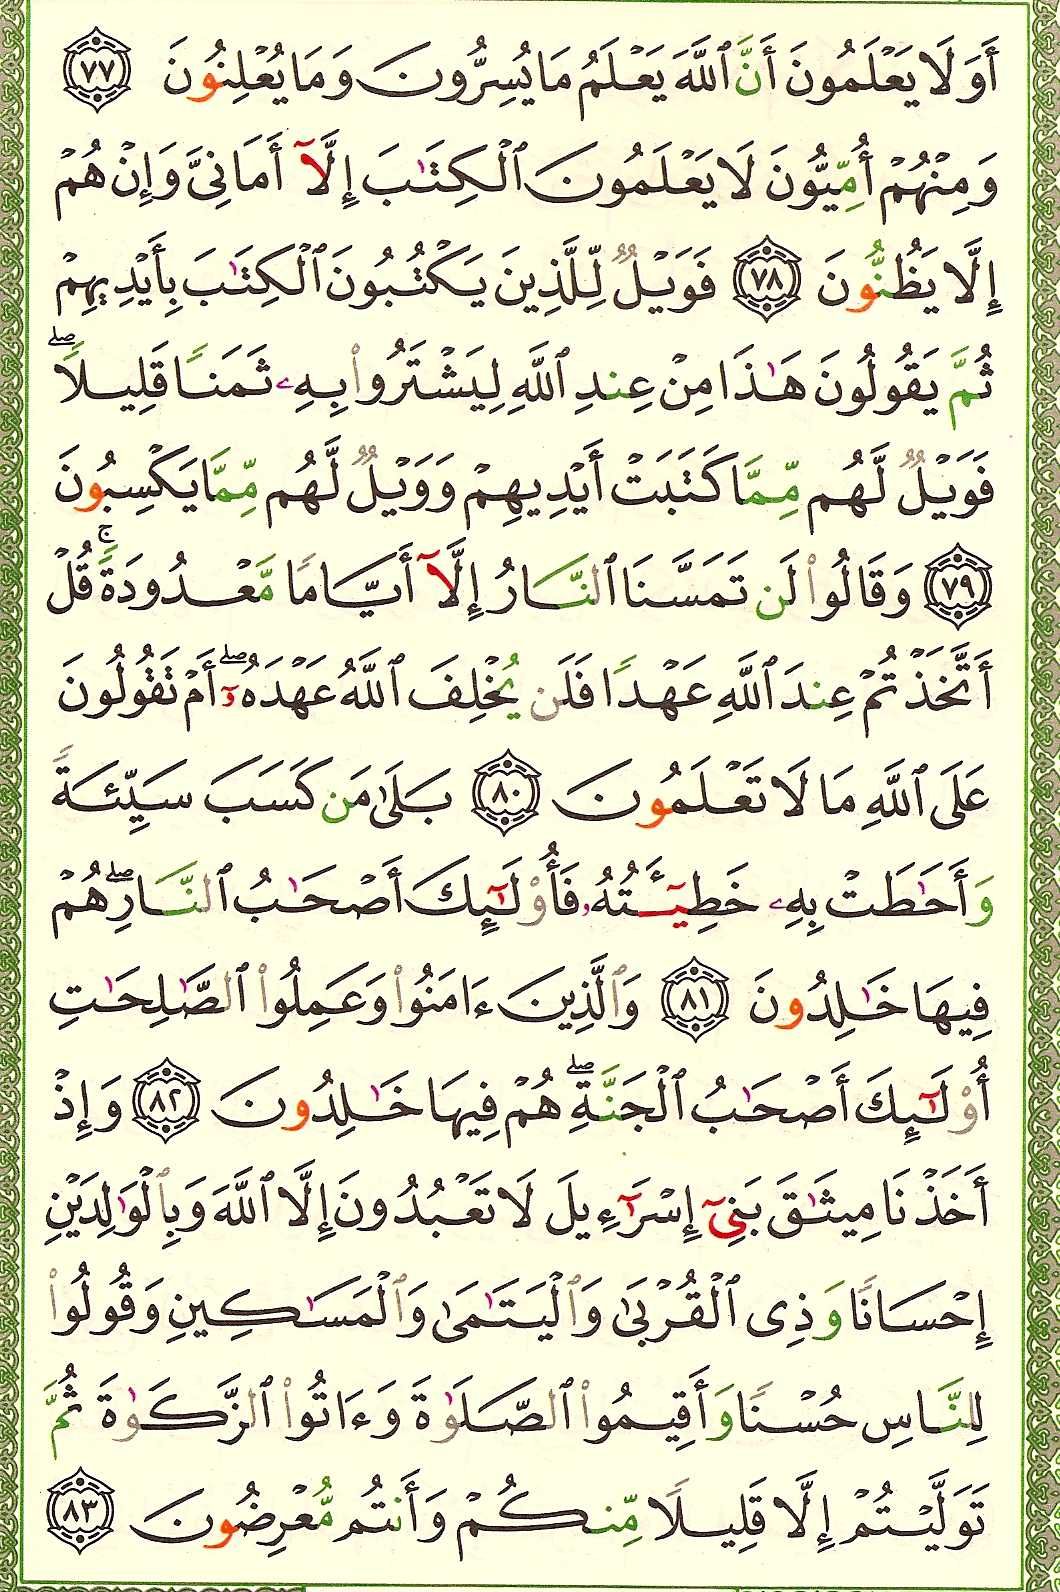 أَوَلَا يَعْلَمُونَ أَنَّ ٱللَّهَ يَعْلَمُ مَا يُسِرُّونَ وَمَا يُعْلِنُونَ ٧٧
وَمِنْهُمْ أُمِّيُّونَ لَا يَعْلَمُونَ ٱلْكِتَٰبَ إِلَّآ أَمَانِىَّ وَإِنْ هُمْ
إِلَّا يَظُنُّونَ ٧٨ فَوَيْلٌ لِّلَّذِينَ يَكْتُبُونَ ٱلْكِتَٰبَ بِأَيْدِيهِمْ
ثُمَّ يَقُولُونَ هَٰذَا مِنْ عِندِ ٱللَّهِ لِيَشْتَرُوا۟ بِهِۦ ثَمَنًا قَلِيلًا ۖ
فَوَيْلٌ لَّهُم مِّمَّا كَتَبَتْ أَيْدِيهِمْ وَوَيْلٌ لَّهُم مِّمَّا يَكْسِبُونَ
٧٩ وَقَالُوا۟ لَن تَمَسَّنَا ٱلنَّارُ إِلَّآ أَيَّامًا مَّعْدُودَةً ۚ قُلْ
أَتَّخَذْتُمْ عِندَ ٱللَّهِ عَهْدًا فَلَن يُخْلِفَ ٱللَّهُ عَهْدَهُۥٓ ۖ أَمْ تَقُولُونَ
عَلَى ٱللَّهِ مَا لَا تَعْلَمُونَ ٨٠ بَلَىٰ مَن كَسَبَ سَيِّئَةً
وَأَحَٰطَتْ بِهِۦ خَطِيٓـَٔتُهُۥ فَأُو۟لَٰٓئِكَ أَصْحَٰبُ ٱلنَّارِ ۖ هُمْ
فِيهَا خَٰلِدُونَ ٨١ وَٱلَّذِينَ ءَامَنُوا۟ وَعَمِلُوا۟ ٱلصَّٰلِحَٰتِ
أُو۟لَٰٓئِكَ أَصْحَٰبُ ٱلْجَنَّةِ ۖ هُمْ فِيهَا خَٰلِدُونَ ٨٢ وَإِذْ
أَخَذْنَا مِيثَٰقَ بَنِىٓ إِسْرَٰٓءِيلَ لَا تَعْبُدُونَ إِلَّا ٱللَّهَ وَبِٱلْوَٰلِدَيْنِ
إِحْسَانًا وَذِى ٱلْقُرْبَىٰ وَٱلْيَتَٰمَىٰ وَٱلْمَسَٰكِينِ وَقُولُوا۟
لِلنَّاسِ حُسْنًا وَأَقِيمُوا۟ ٱلصَّلَوٰةَ وَءَاتُوا۟ ٱلزَّكَوٰةَ ثُمَّ
تَوَلَّيْتُمْ إِلَّا قَلِيلًا مِّنكُمْ وَأَنتُم مُّعْرِضُونَ ٨٣